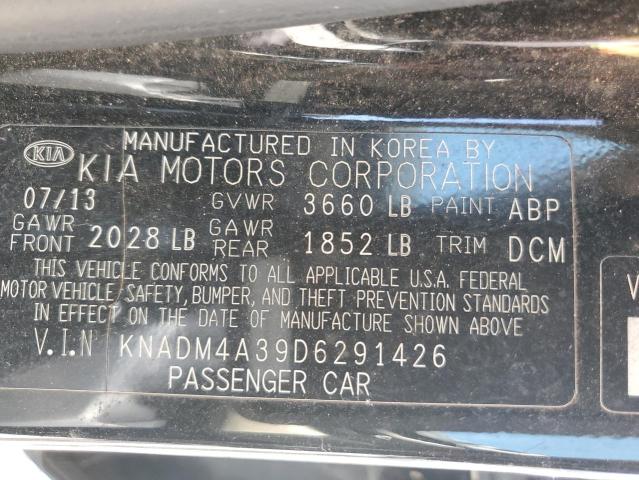 MANUFACTURED IN KOREA BY
KIA KIA MOTORS CORPORATION
07/13 GVWR 3660 LB PAINT ABP
GAWR FRONT 2028 LB GAWR REAR 1852 LB TRIM DCM
THIS VEHICLE CONFORMS TO ALL APPLICABLE U.S.A. FEDERAL
MOTOR VEHICLE, SAFETY, BUMPER, AND THEFT PREVENTION STANDARDS
IN EFFECT ON THE DATE OF MANUFACTURE SHOWN ABOVE
V.I.N KNADM4A39D6291426
PASSENGER CAR
V